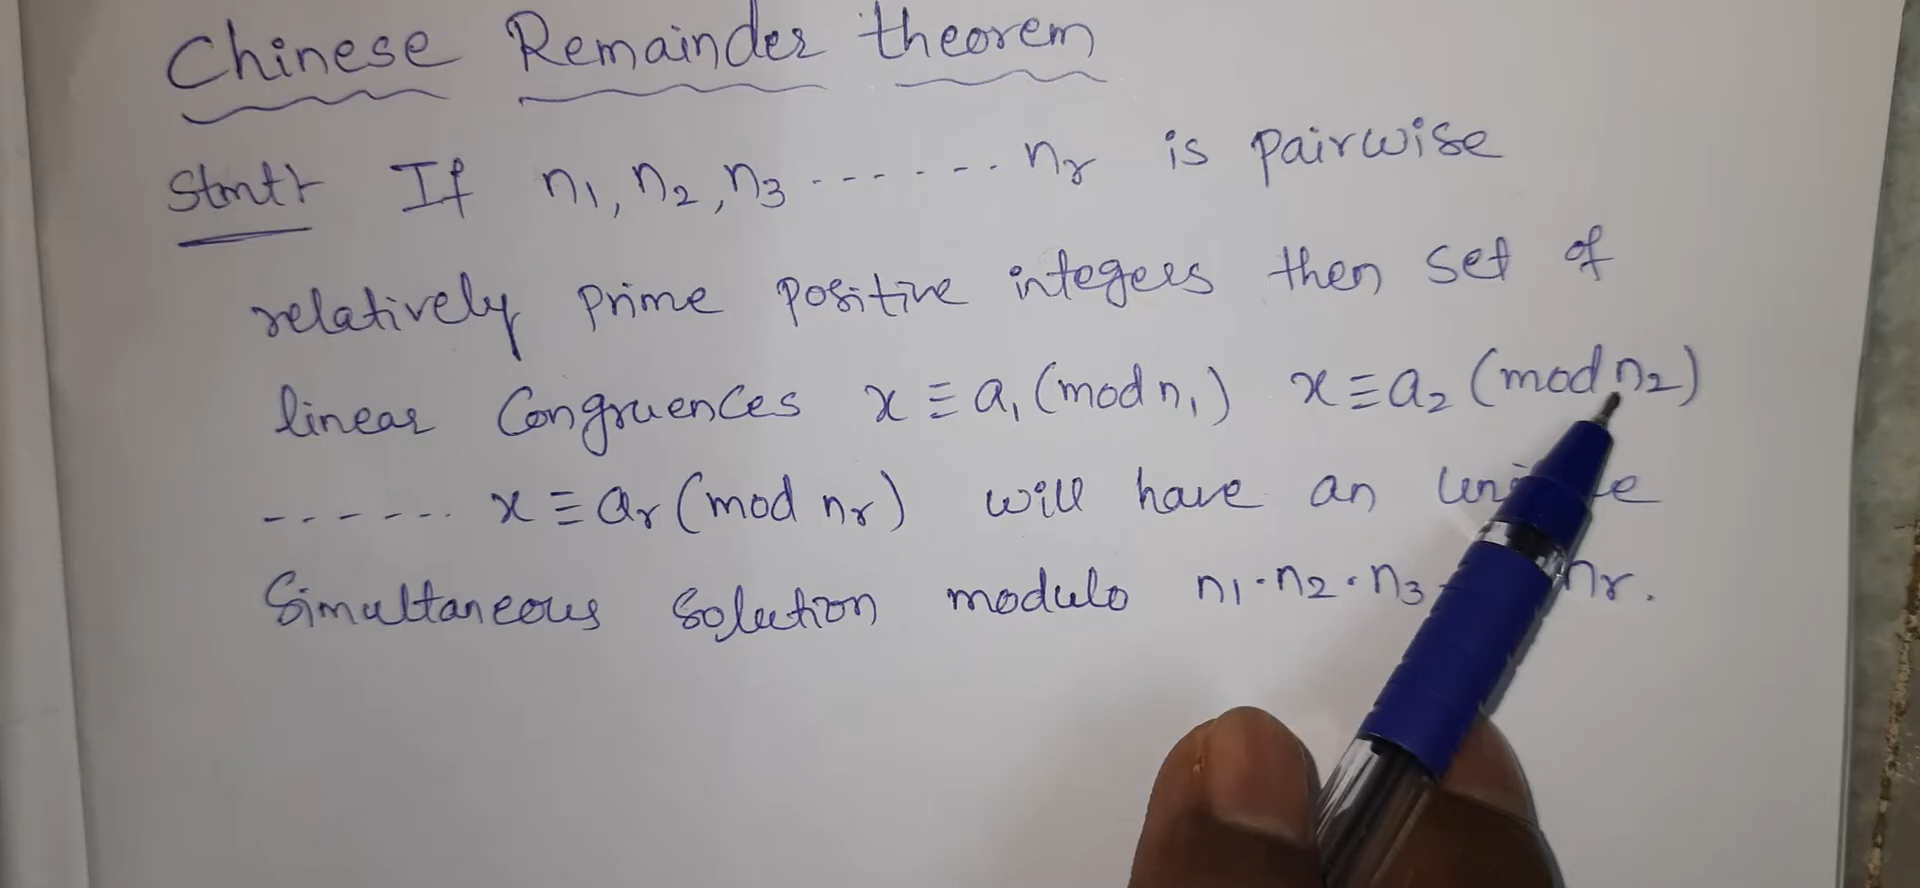 Chinese Remainder theorem
Stmt:- If n₁, n₂, n₃ ------- nᵣ is pairwise
relatively prime positive integers then set of
linear Congruences x ≡ a₁ (mod n₁) x ≡ a₂ (mod n₂)
------- x ≡ aᵣ (mod nᵣ) will have an
Simultaneous solution modulo n₁·n₂·n₃ nᵣ.